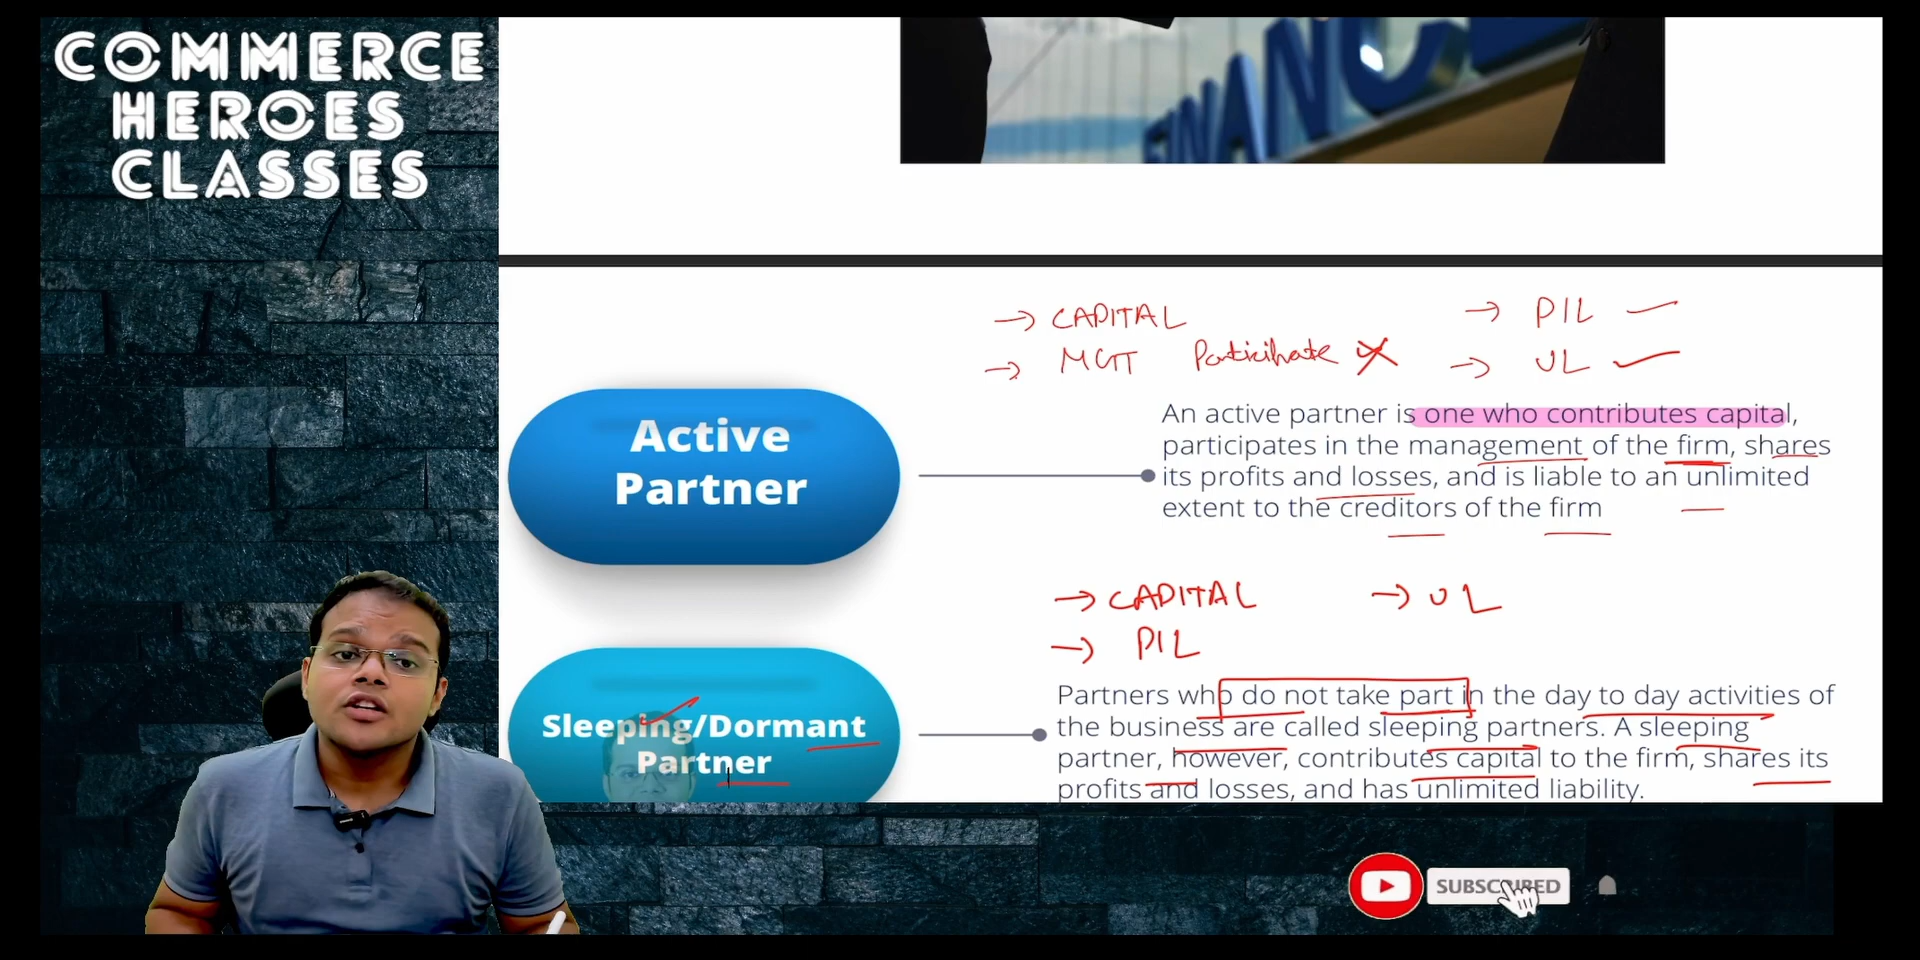 COMMERCE
HEROES
CLASSES
FINANC
→ CAPITAL
→ MGT Participate
→ P/L ✓
→ UL ✓
Active
Partner
An active partner is one who contributes capital,
participates in the management of the firm, shares
its profits and losses, and is liable to an unlimited
extent to the creditors of the firm
→ CAPITAL
→ UL
→ P/L
Sleeping/Dormant
Partner
Partners who do not take part in the day to day activities of
the business are called sleeping partners. A sleeping
partner, however, contributes capital to the firm, shares its
profits and losses, and has unlimited liability.
SUBSCRIBED